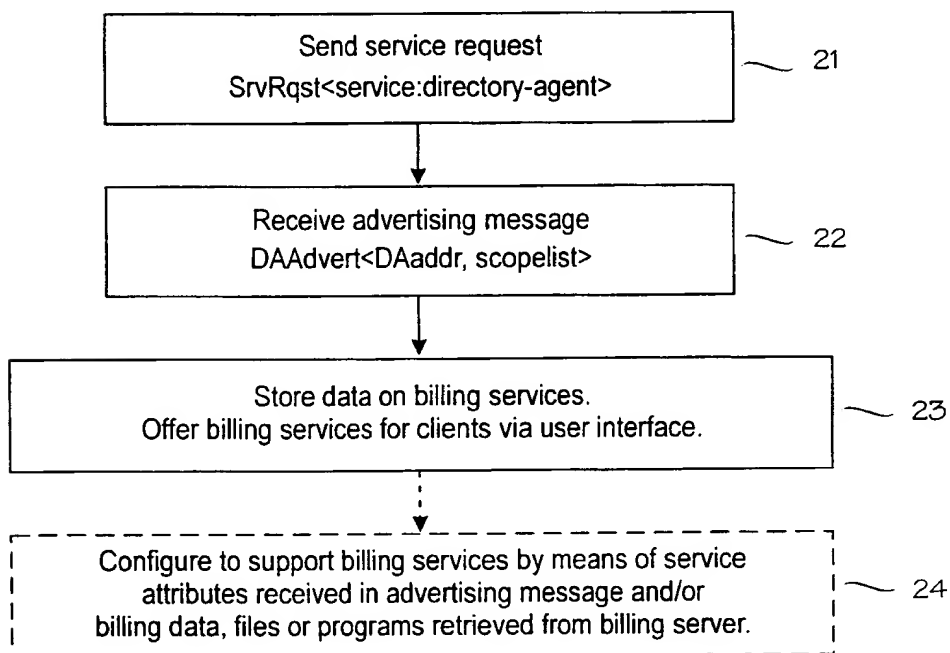 Send service request
SrvRqst<service:directory-agent>
21
Receive advertising message
DAAdvert<DAaddr, scopelist>
22
Store data on billing services.
Offer billing services for clients via user interface.
23
Configure to support billing services by means of service
attributes received in advertising message and/or
billing data, files or programs retrieved from billing server.
24